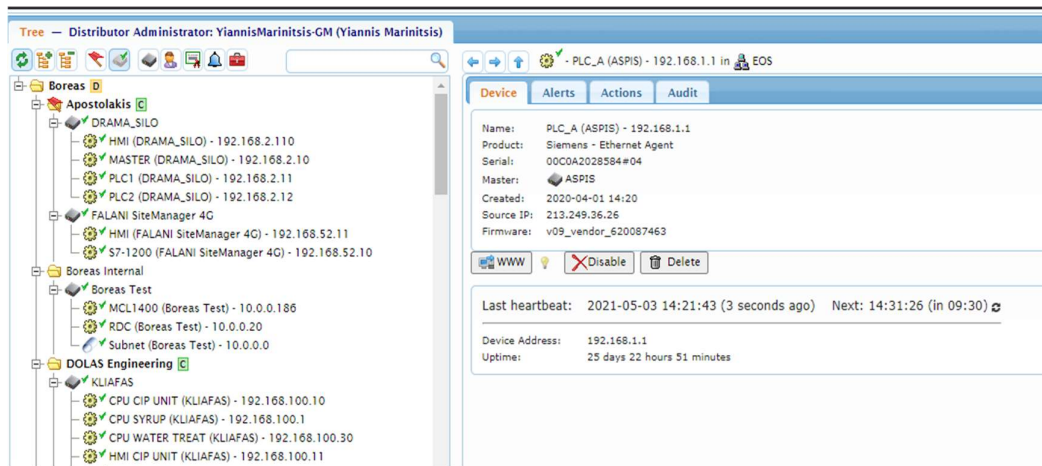 Tree — Distributor Administrator: YiannisMarinitsis-GM (Yiannis Marinitsis)
Boreas D
Apostolakis C
DRAMA_SILO
HMI (DRAMA_SILO) - 192.168.2.110
MASTER (DRAMA_SILO) - 192.168.2.10
PLC1 (DRAMA_SILO) - 192.168.2.11
PLC2 (DRAMA_SILO) - 192.168.2.12
FALANI SiteManager 4G
HMI (FALANI SiteManager 4G) - 192.168.52.11
S7-1200 (FALANI SiteManager 4G) - 192.168.52.10
Boreas Internal
Boreas Test
MCL1400 (Boreas Test) - 10.0.0.186
RDC (Boreas Test) - 10.0.0.20
Subnet (Boreas Test) - 10.0.0.0
DOLAS Engineering C
KLIAFAS
CPU CIP UNIT (KLIAFAS) - 192.168.100.10
CPU SYRUP (KLIAFAS) - 192.168.100.1
CPU WATER TREAT (KLIAFAS) - 192.168.100.30
HMI CIP UNIT (KLIAFAS) - 192.168.100.11
- PLC_A (ASPIS) - 192.168.1.1 in EOS
Device Alerts Actions Audit
Name: PLC_A (ASPIS) - 192.168.1.1
Product: Siemens - Ethernet Agent
Serial: 00C0A2028584#04
Master: ASPIS
Created: 2020-04-01 14:20
Source IP: 213.249.36.26
Firmware: v09_vendor_620087463
WWW Disable Delete
Last heartbeat: 2021-05-03 14:21:43 (3 seconds ago) Next: 14:31:26 (in 09:30)
Device Address: 192.168.1.1
Uptime: 25 days 22 hours 51 minutes